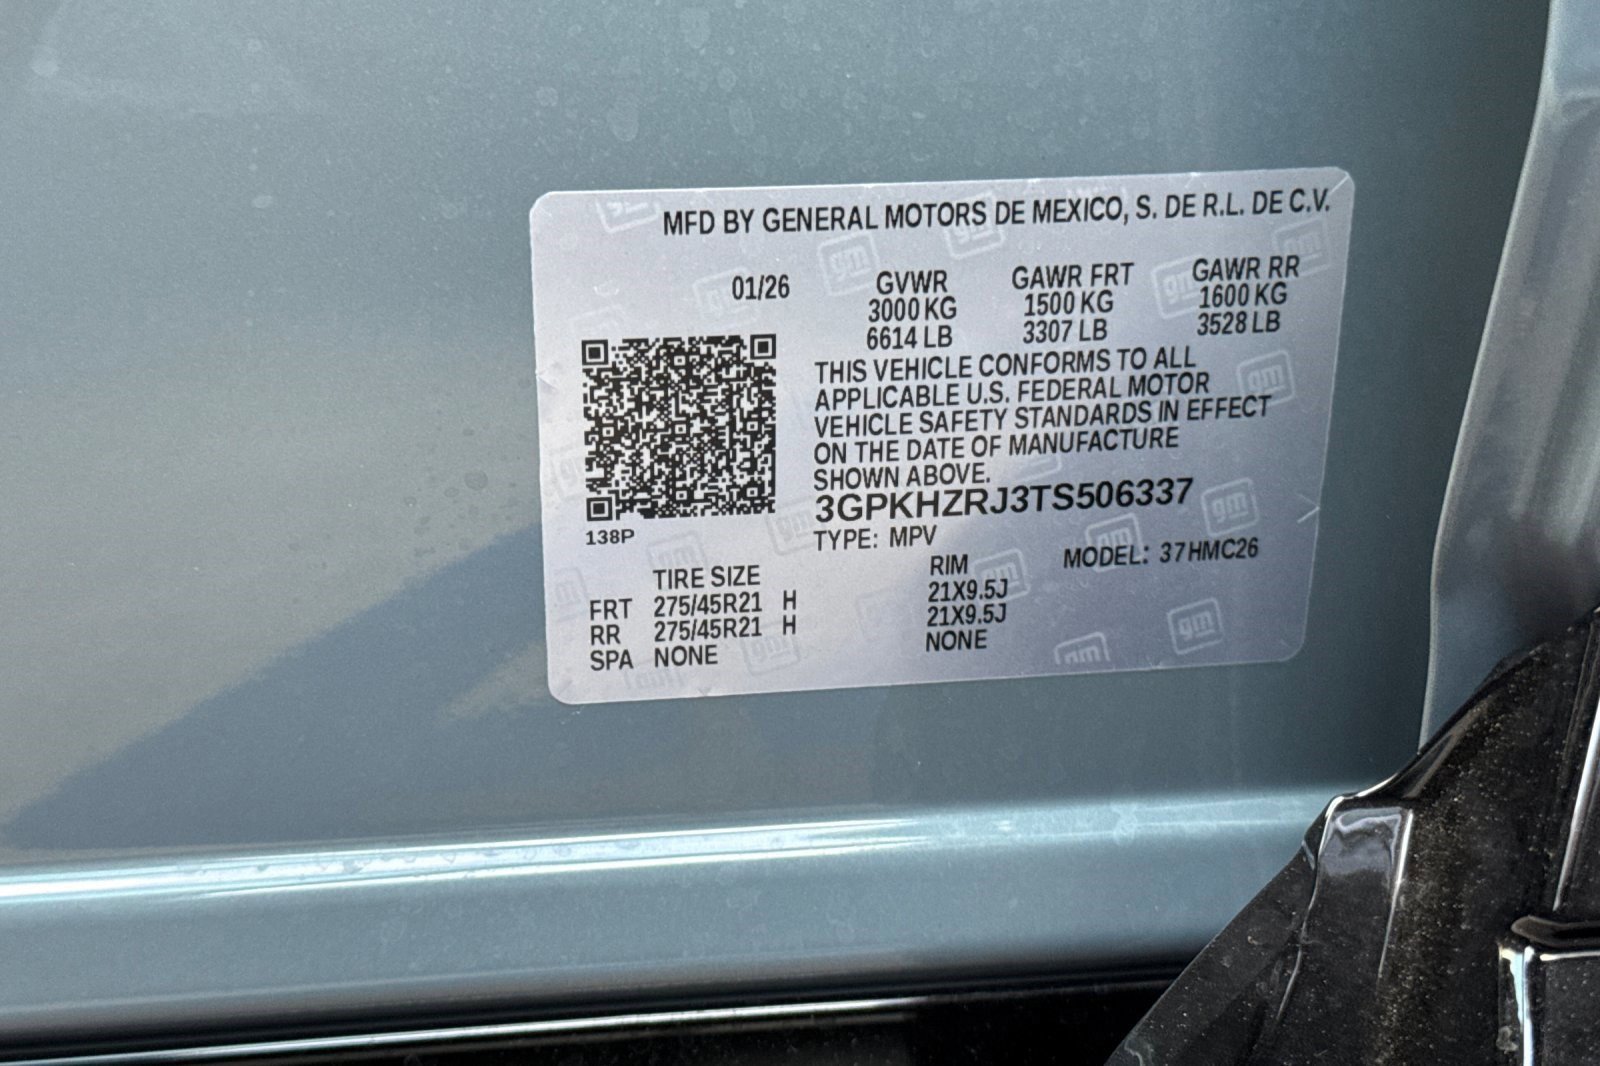 MFD BY GENERAL MOTORS DE MEXICO, S. DE R.L. DE C.V.
01/26 GVWR GAWR FRT GAWR RR
3000 KG 1500 KG 1600 KG
6614 LB 3307 LB 3528 LB
THIS VEHICLE CONFORMS TO ALL
APPLICABLE U.S. FEDERAL MOTOR
VEHICLE SAFETY STANDARDS IN EFFECT
ON THE DATE OF MANUFACTURE
SHOWN ABOVE.
3GPKHZRJ3TS506337
138P
TYPE: MPV
MODEL: 37HMC26
TIRE SIZE RIM
FRT 275/45R21 H 21X9.5J
RR 275/45R21 H 21X9.5J
SPA NONE NONE
gm